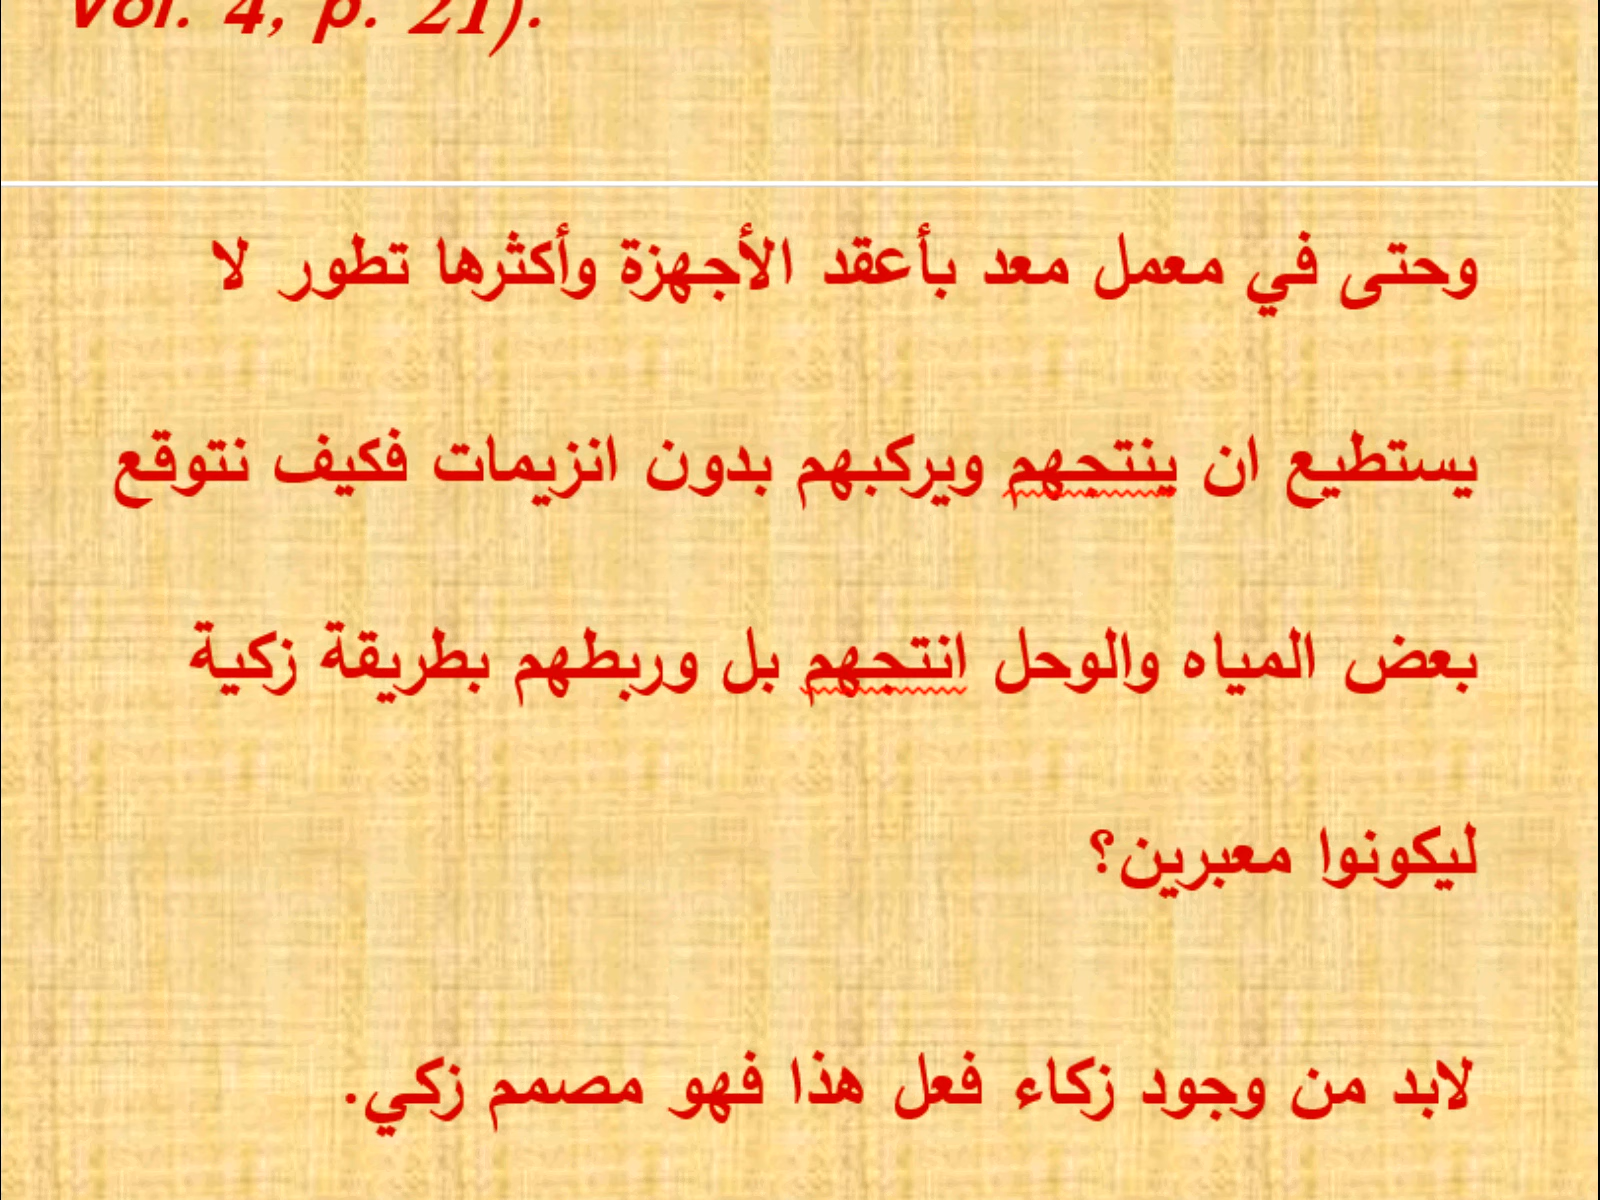 Vol. 4, p. 21).
وحتى في معمل معد بأعقد الأجهزة وأكثرها تطور لا
يستطيع ان ينتجهم ويركبهم بدون انزيمات فكيف نتوقع
بعض المياه والوحل انتجهم بل وربطهم بطريقة زكية
ليكونوا معبرين؟
لابد من وجود زكاء فعل هذا فهو مصمم زكي.